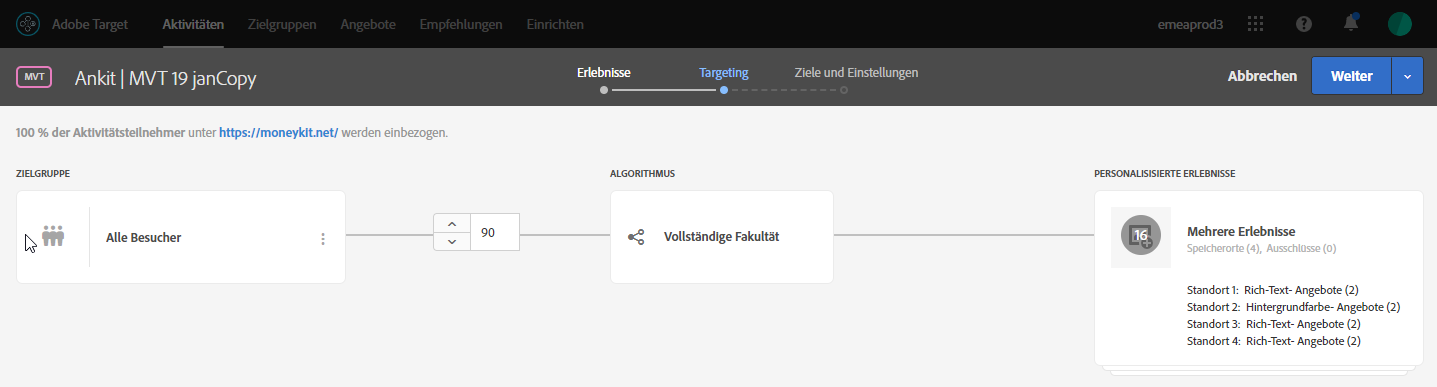 Adobe Target Aktivitäten Zielgruppen Angebote Empfehlungen Einrichten emeaprod3
MVT Ankit | MVT 19 janCopy Erlebnisse Targeting Ziele und Einstellungen Abbrechen Weiter
100 % der Aktivitätsteilnehmer unter https://moneykit.net/ werden einbezogen.
ZIELGRUPPE ALGORITHMUS PERSONALISISIERTE ERLEBNISSE
Alle Besucher 90 Vollständige Fakultät 16 Mehrere Erlebnisse
Speicherorte (4), Ausschlüsse (0)
Standort 1: Rich-Text- Angebote (2)
Standort 2: Hintergrundfarbe- Angebote (2)
Standort 3: Rich-Text- Angebote (2)
Standort 4: Rich-Text- Angebote (2)